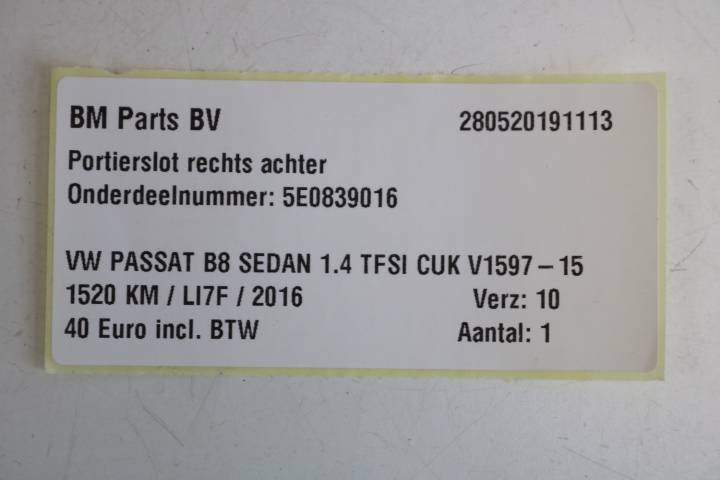 BM Parts BV 280520191113
Portierslot rechts achter
Onderdeelnummer: 5E0839016
VW PASSAT B8 SEDAN 1.4 TFSI CUK V1597-15
1520 KM / LI7F / 2016 Verz: 10
40 Euro incl. BTW Aantal: 1